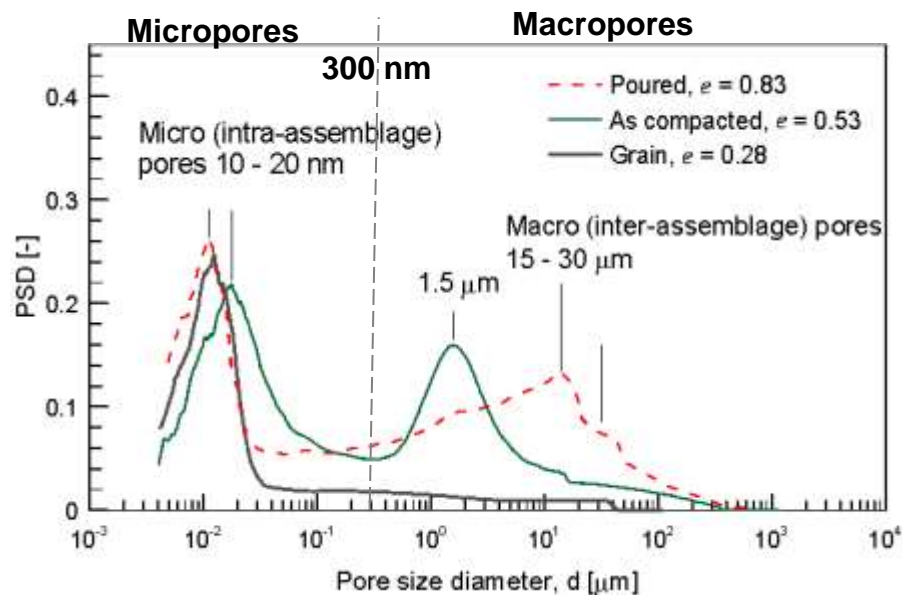 Micropores
Macropores
300 nm
Poured, e = 0.83
As compacted, e = 0.53
Grain, e = 0.28
Micro (intra-assemblage)
pores 10 - 20 nm
Macro (inter-assemblage) pores
15 - 30 μm
1.5 μm
PSD [-]
0.4
0.3
0.2
0.1
0
10⁻³ 10⁻² 10⁻¹ 10⁰ 10¹ 10² 10³ 10⁴
Pore size diameter, d [μm]